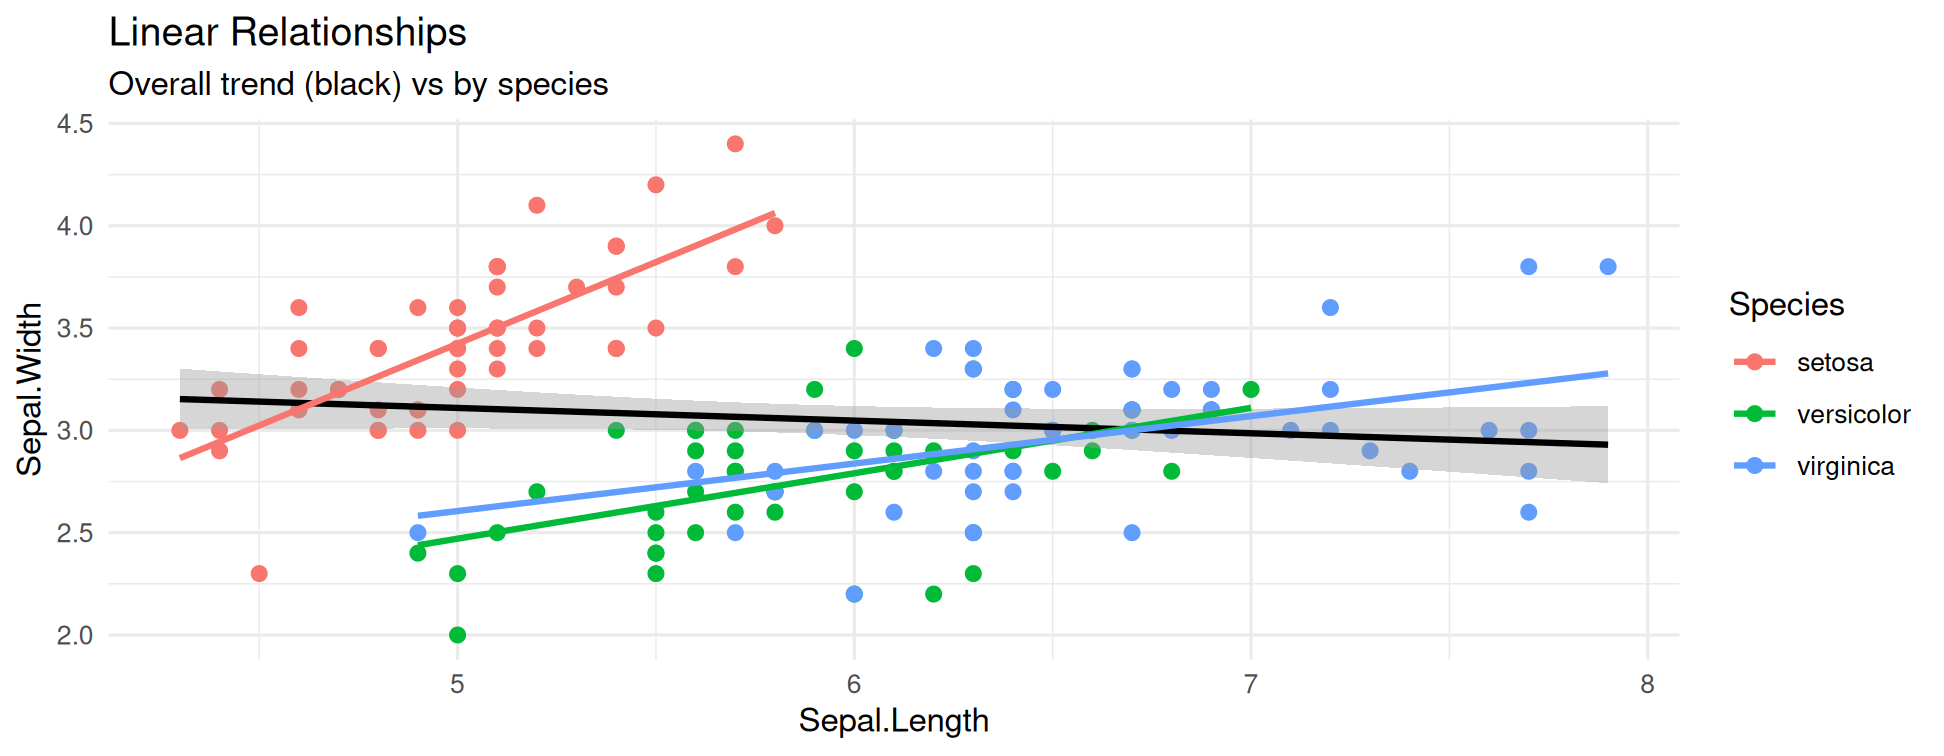 Linear Relationships
Overall trend (black) vs by species
4.5
4.0
3.5
3.0
2.5
2.0
Sepal.Width
5 6 7 8
Sepal.Length
Species
setosa
versicolor
virginica